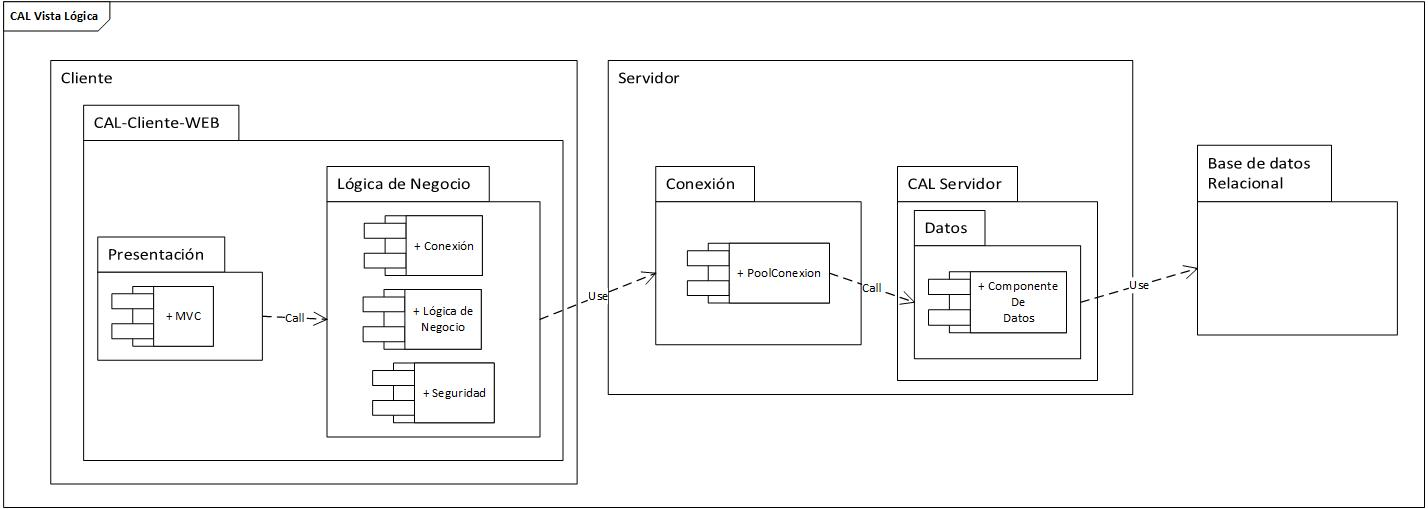 CAL Vista Lógica
Cliente
CAL-Cliente-WEB
Presentación
+ MVC
Call
Lógica de Negocio
+ Conexión
+ Lógica de
Negocio
+ Seguridad
Use
Servidor
Conexión
+ PoolConexion
Call
CAL Servidor
Datos
+ Componente
De
Datos
Use
Base de datos
Relacional